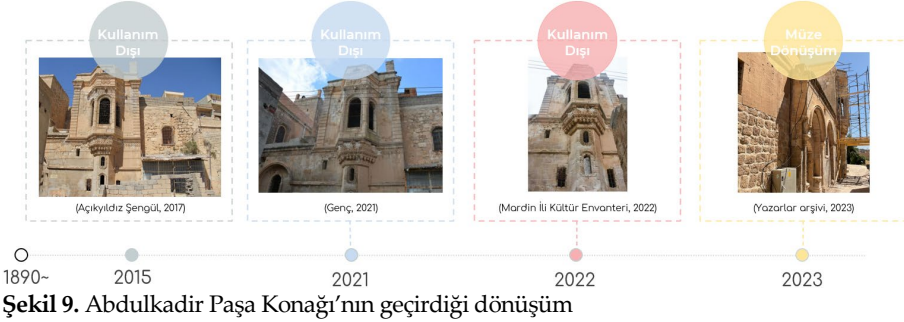 Kullanım
Dışı
Kullanım
Dışı
Kullanım
Dışı
Müze
Dönüşüm
(Açıkyıldız Şengül, 2017)
(Genç, 2021)
(Mardin İli Kültür Envanteri, 2022)
(Yazarlar arşivi, 2023)
1890~
2015
2021
2022
2023
Şekil 9. Abdulkadir Paşa Konağı’nın geçirdiği dönüşüm